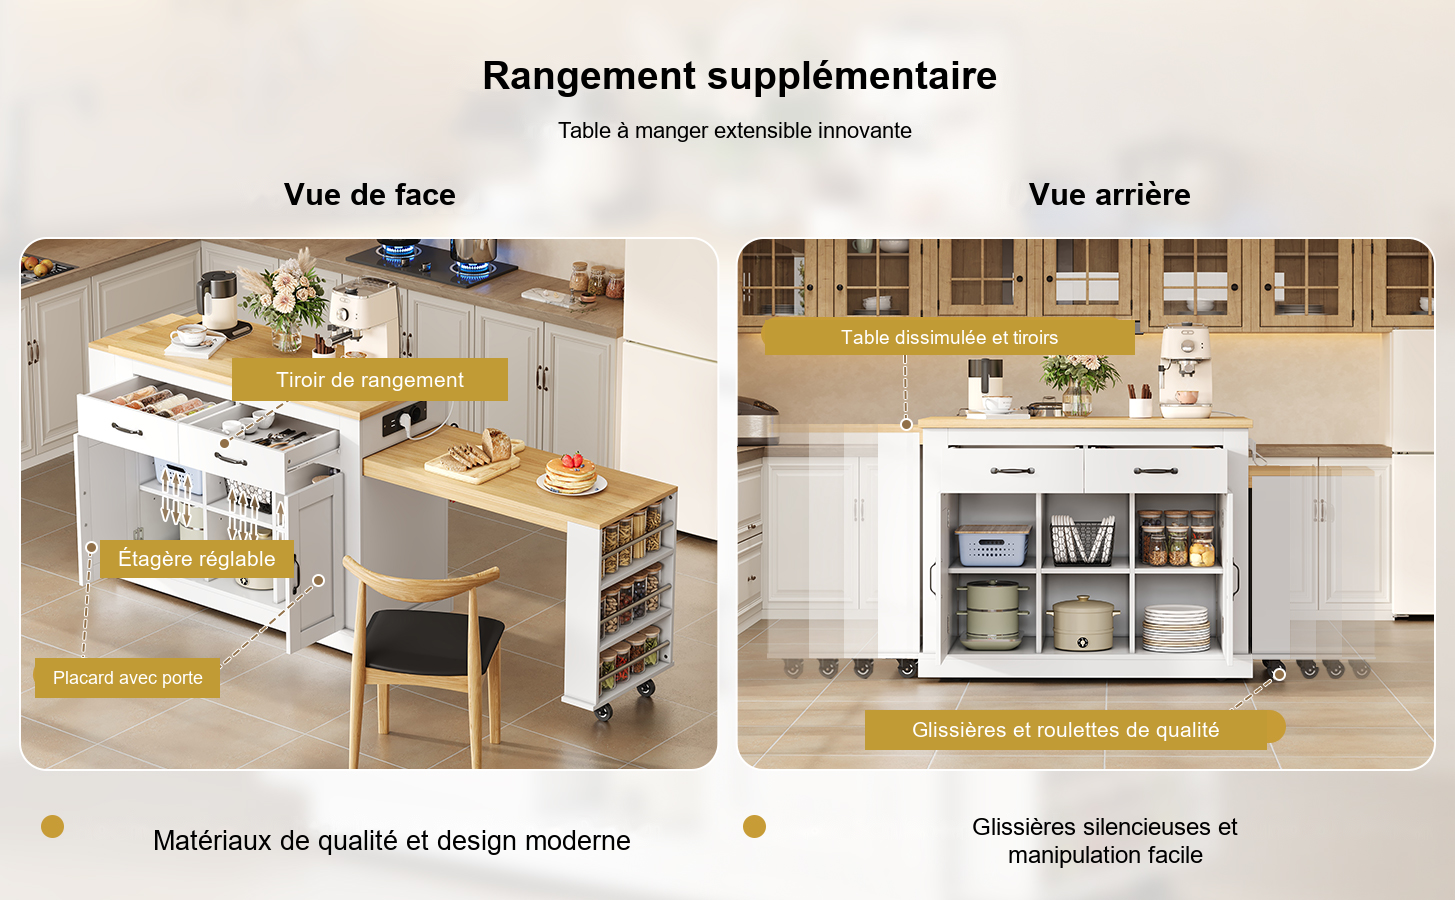 Rangement supplémentaire
Table à manger extensible innovante
Vue de face
Vue arrière
Tiroir de rangement
Étagère réglable
Placard avec porte
Table dissimulée et tiroirs
Glissières et roulettes de qualité
Matériaux de qualité et design moderne
Glissières silencieuses et
manipulation facile